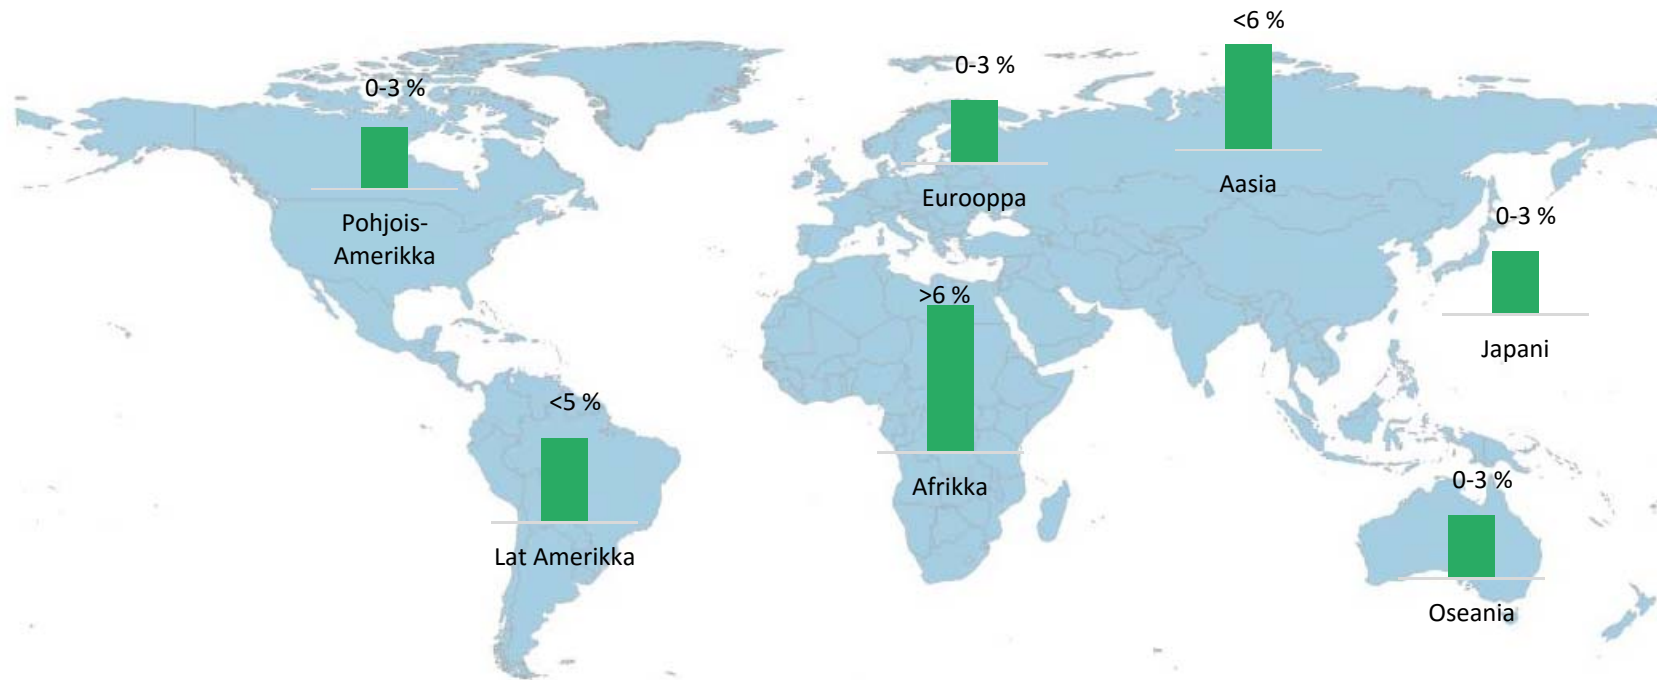 0-3 %
Pohjois-
Amerikka
<5 %
Lat Amerikka
0-3 %
Eurooppa
>6 %
Afrikka
<6 %
Aasia
0-3 %
Japani
0-3 %
Oseania